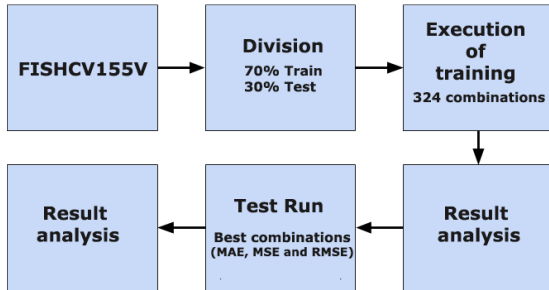 FISHCV155V
Division
70% Train
30% Test
Execution
of
training
324 combinations
Result
analysis
Test Run
Best combinations
(MAE, MSE and RMSE)
Result
analysis